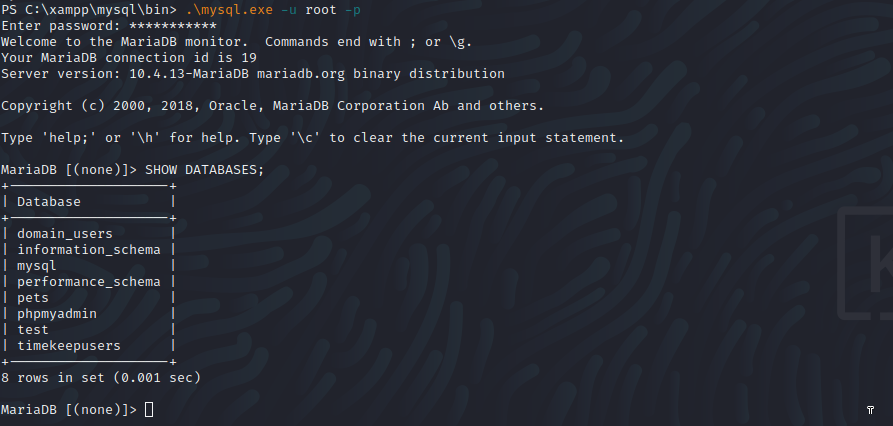 PS C:\xampp\mysql\bin> .\mysql.exe -u root -p
Enter password: ***********
Welcome to the MariaDB monitor.  Commands end with ; or \g.
Your MariaDB connection id is 19
Server version: 10.4.13-MariaDB mariadb.org binary distribution

Copyright (c) 2000, 2018, Oracle, MariaDB Corporation Ab and others.

Type 'help;' or '\h' for help. Type '\c' to clear the current input statement.

MariaDB [(none)]> SHOW DATABASES;
+--------------------+
| Database           |
+--------------------+
| domain_users       |
| information_schema |
| mysql              |
| performance_schema |
| pets               |
| phpmyadmin         |
| test               |
| timekeepusers      |
+--------------------+
8 rows in set (0.001 sec)

MariaDB [(none)]>
K